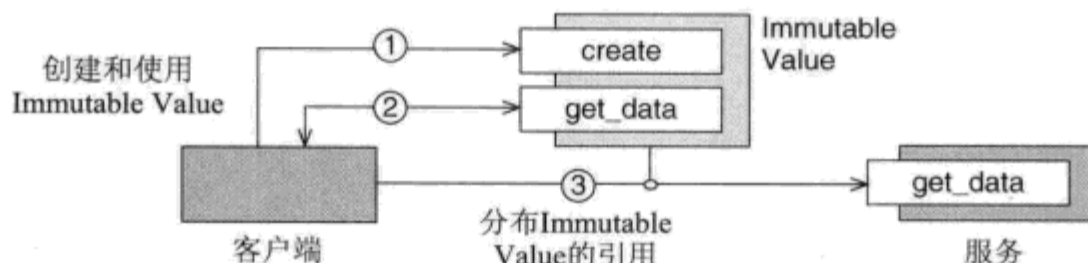 创建和使用
Immutable Value
①
create
Immutable
Value
②
get_data
③
get_data
客户端
分布Immutable
Value的引用
服务